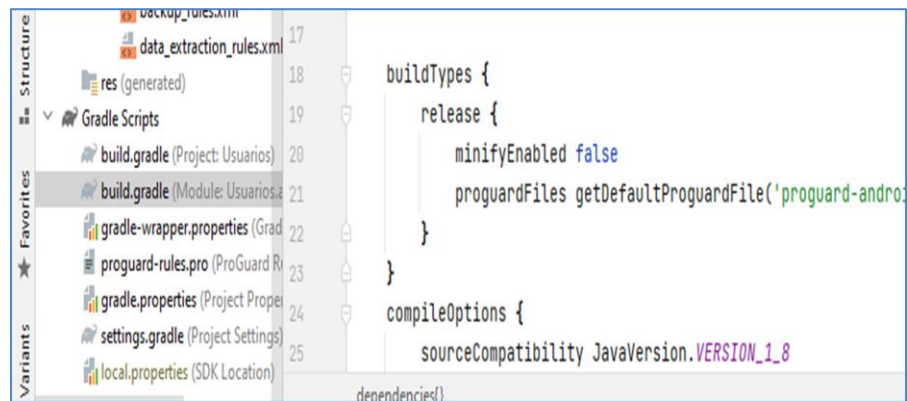 Structure
Favorites
Variants
backup_rules.xml
data_extraction_rules.xml
res (generated)
Gradle Scripts
build.gradle (Project: Usuarios)
build.gradle (Module: Usuarios.a
gradle-wrapper.properties (Grad
proguard-rules.pro (ProGuard R
gradle.properties (Project Proper
settings.gradle (Project Settings)
local.properties (SDK Location)
17
18 buildTypes {
19 release {
20 minifyEnabled false
21 proguardFiles getDefaultProguardFile('proguard-androi
22 }
23 }
24 compileOptions {
25 sourceCompatibility JavaVersion.VERSION_1_8
dependencies{}